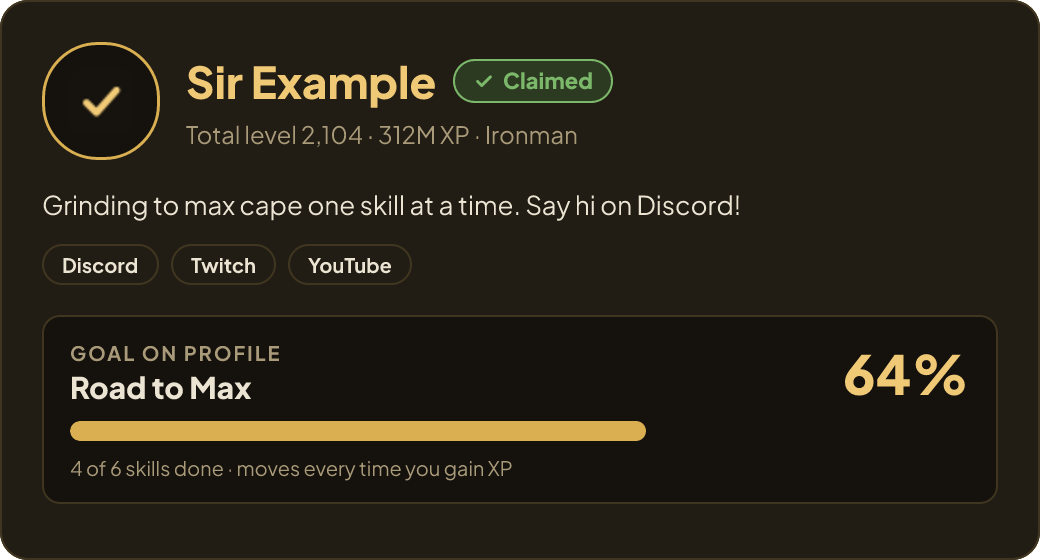 Sir Example
Claimed
Total level 2,104 · 312M XP · Ironman
Grinding to max cape one skill at a time. Say hi on Discord!
Discord
Twitch
YouTube
GOAL ON PROFILE
Road to Max
64%
4 of 6 skills done · moves every time you gain XP